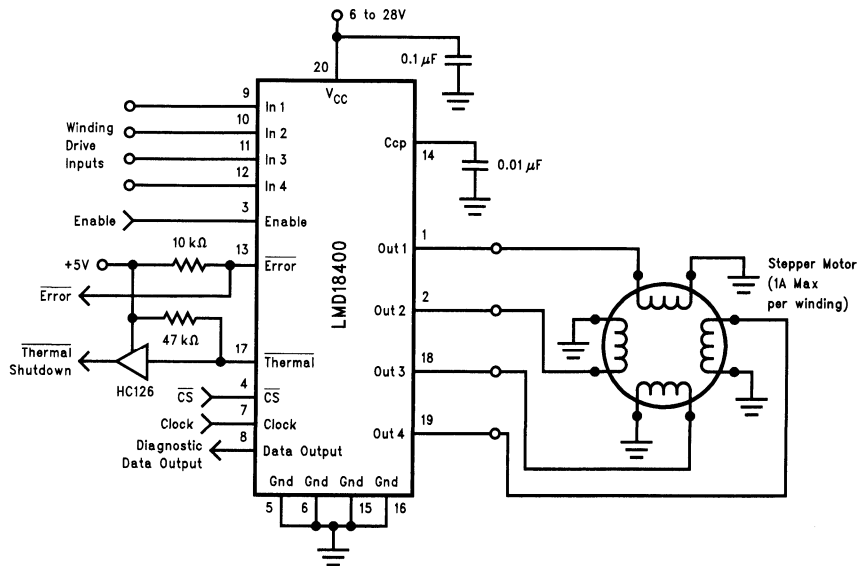 6 to 28V
0.1 μF
20
VCC
9
In 1
10
In 2
11
In 3
12
In 4
Winding
Drive
Inputs
3
Enable
Enable
10 kΩ
13
+5V
Error
Error
47 kΩ
17
Thermal
Shutdown
Thermal
HC126
4
CS
CS
7
Clock
Clock
8
Diagnostic
Data Output
Data Output
LMD18400
Ccp
14
0.01 μF
1
Out 1
2
Out 2
18
Out 3
19
Out 4
Stepper Motor
(1A Max
per winding)
Gnd Gnd Gnd Gnd
5 6 15 16